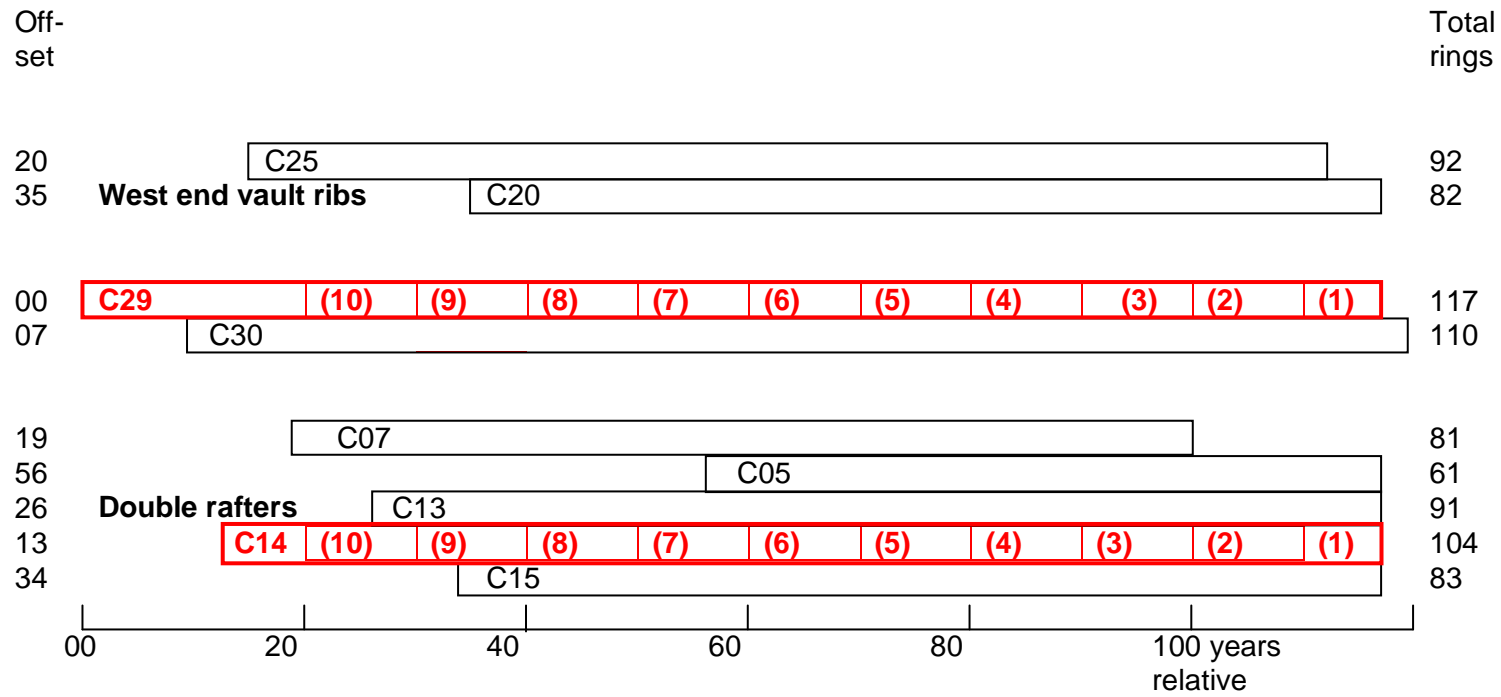 Off- Total
set rings
20 C25 92
35 West end vault ribs C20 82
00 C29 (10) (9) (8) (7) (6) (5) (4) (3) (2) (1) 117
07 C30 110
19 C07 81
56 C05 61
26 Double rafters C13 91
13 C14 (10) (9) (8) (7) (6) (5) (4) (3) (2) (1) 104
34 C15 83
00 20 40 60 80 100 years
relative